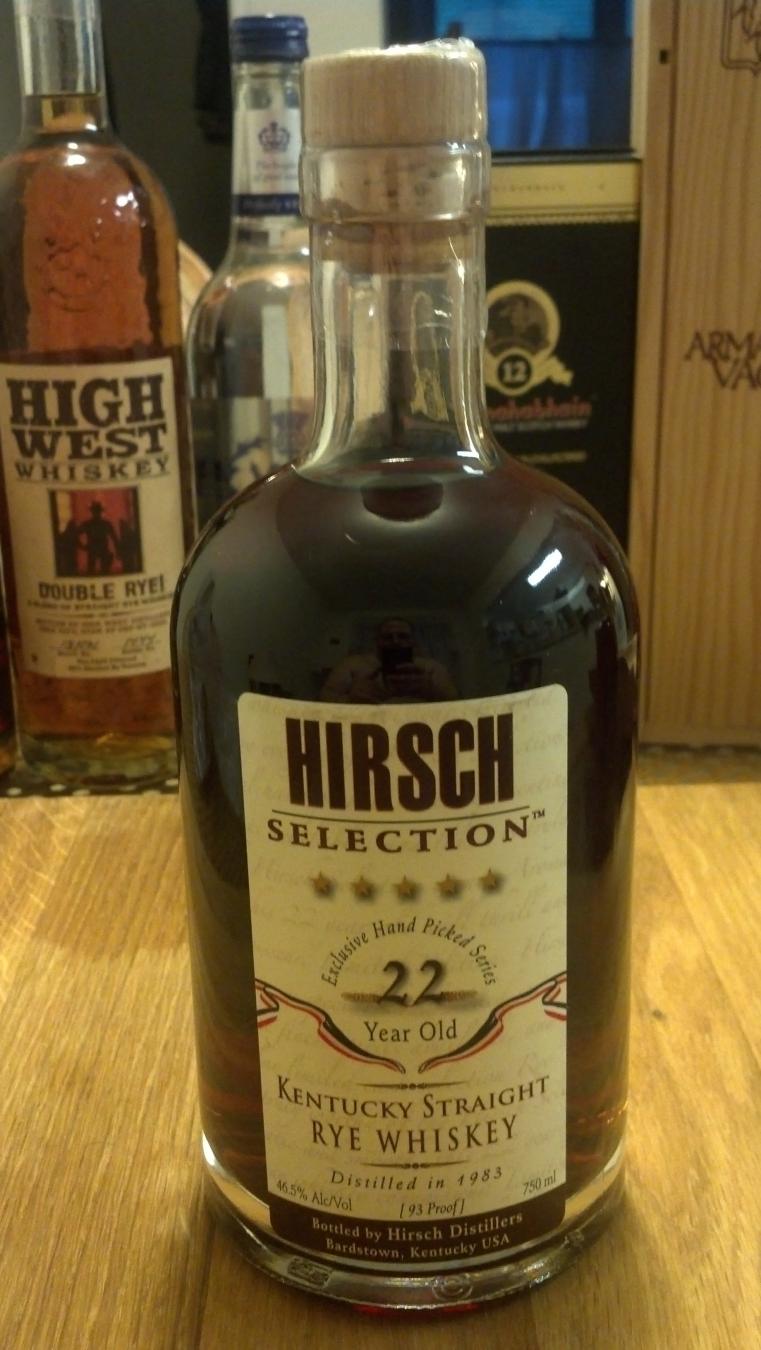 HIGH
WEST
WHISKEY
DOUBLE RYE!
12
ARMA
VAC
HIRSCH
SELECTION™
Exclusive Hand Picked Series
22
Year Old
KENTUCKY STRAIGHT
RYE WHISKEY
Distilled in 1983
46.5% Alc/Vol [93 Proof] 750 ml
Bottled by Hirsch Distillers
Bardstown, Kentucky USA